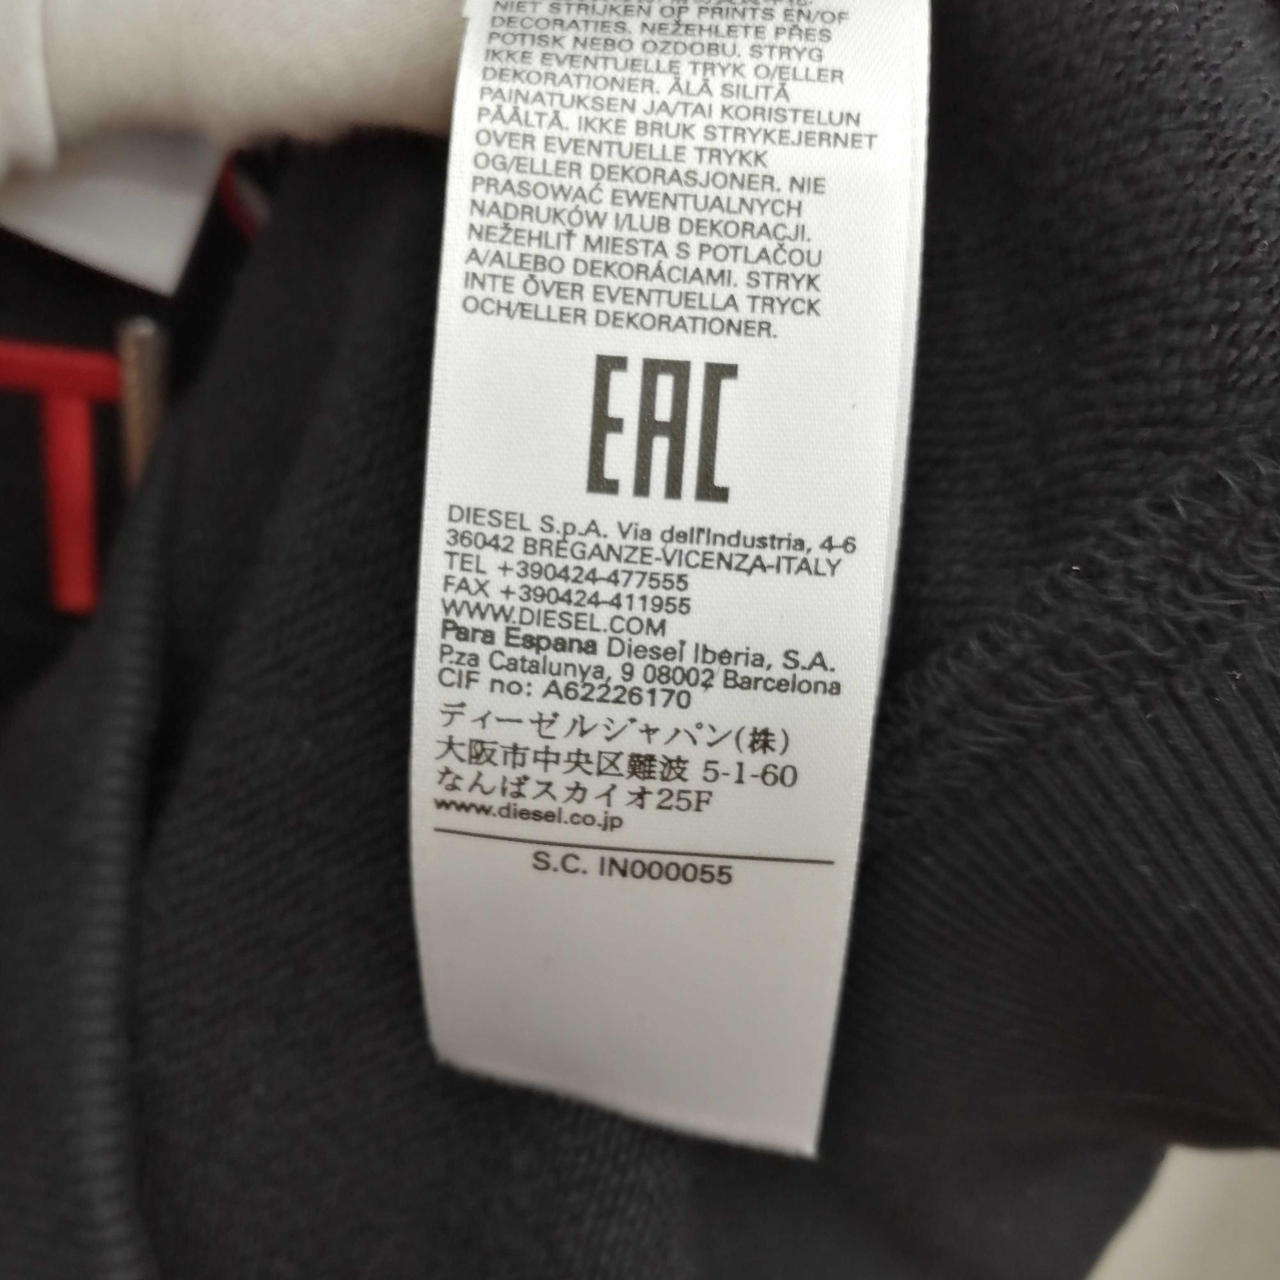 NIET STRIJKEN OP PRINTS EN/OF
DECORATIES. NEŽEHLETE PŘES
POTISK NEBO OZDOBU. STRYG
IKKE EVENTUELLE TRYK O/ELLER
DEKORATIONER. ÄLÄ SILITÄ
PAINATUKSEN JA/TAI KORISTELUN
PÄÄLTÄ. IKKE BRUK STRYKEJERNET
OVER EVENTUELLE TRYKK
OG/ELLER DEKORASJONER. NIE
PRASOWAĆ EWENTUALNYCH
NADRUKÓW I/LUB DEKORACJI.
NEŽEHLIŤ MIESTA S POTLAČOU
A/ALEBO DEKORÁCIAMI. STRYK
INTE ÖVER EVENTUELLA TRYCK
OCH/ELLER DEKORATIONER.
EAC
DIESEL S.p.A. Via dell'Industria, 4-6
36042 BREGANZE-VICENZA-ITALY
TEL +390424-477555
FAX +390424-411955
WWW.DIESEL.COM
Para Espana Diesel Iberia, S.A.
P.za Catalunya, 9 08002 Barcelona
CIF no: A62226170
ディーゼルジャパン(株)
大阪市中央区難波 5-1-60
なんばスカイオ25F
www.diesel.co.jp
S.C. IN000055